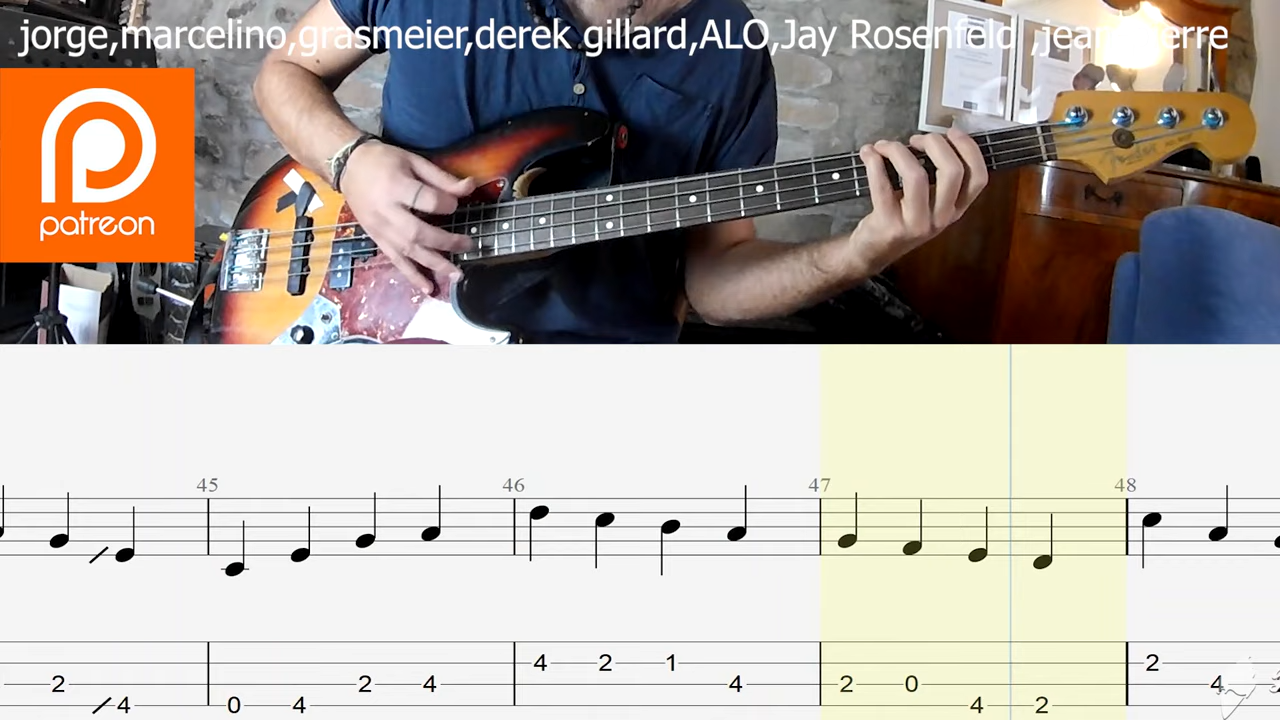 jorge,marcelino,grasmeier,derek gillard,ALO,Jay Rosenfeld
patreon
45 46 47 48
4 2 1 2
2 2 4 4 2 0 4
4 0 4 4 2